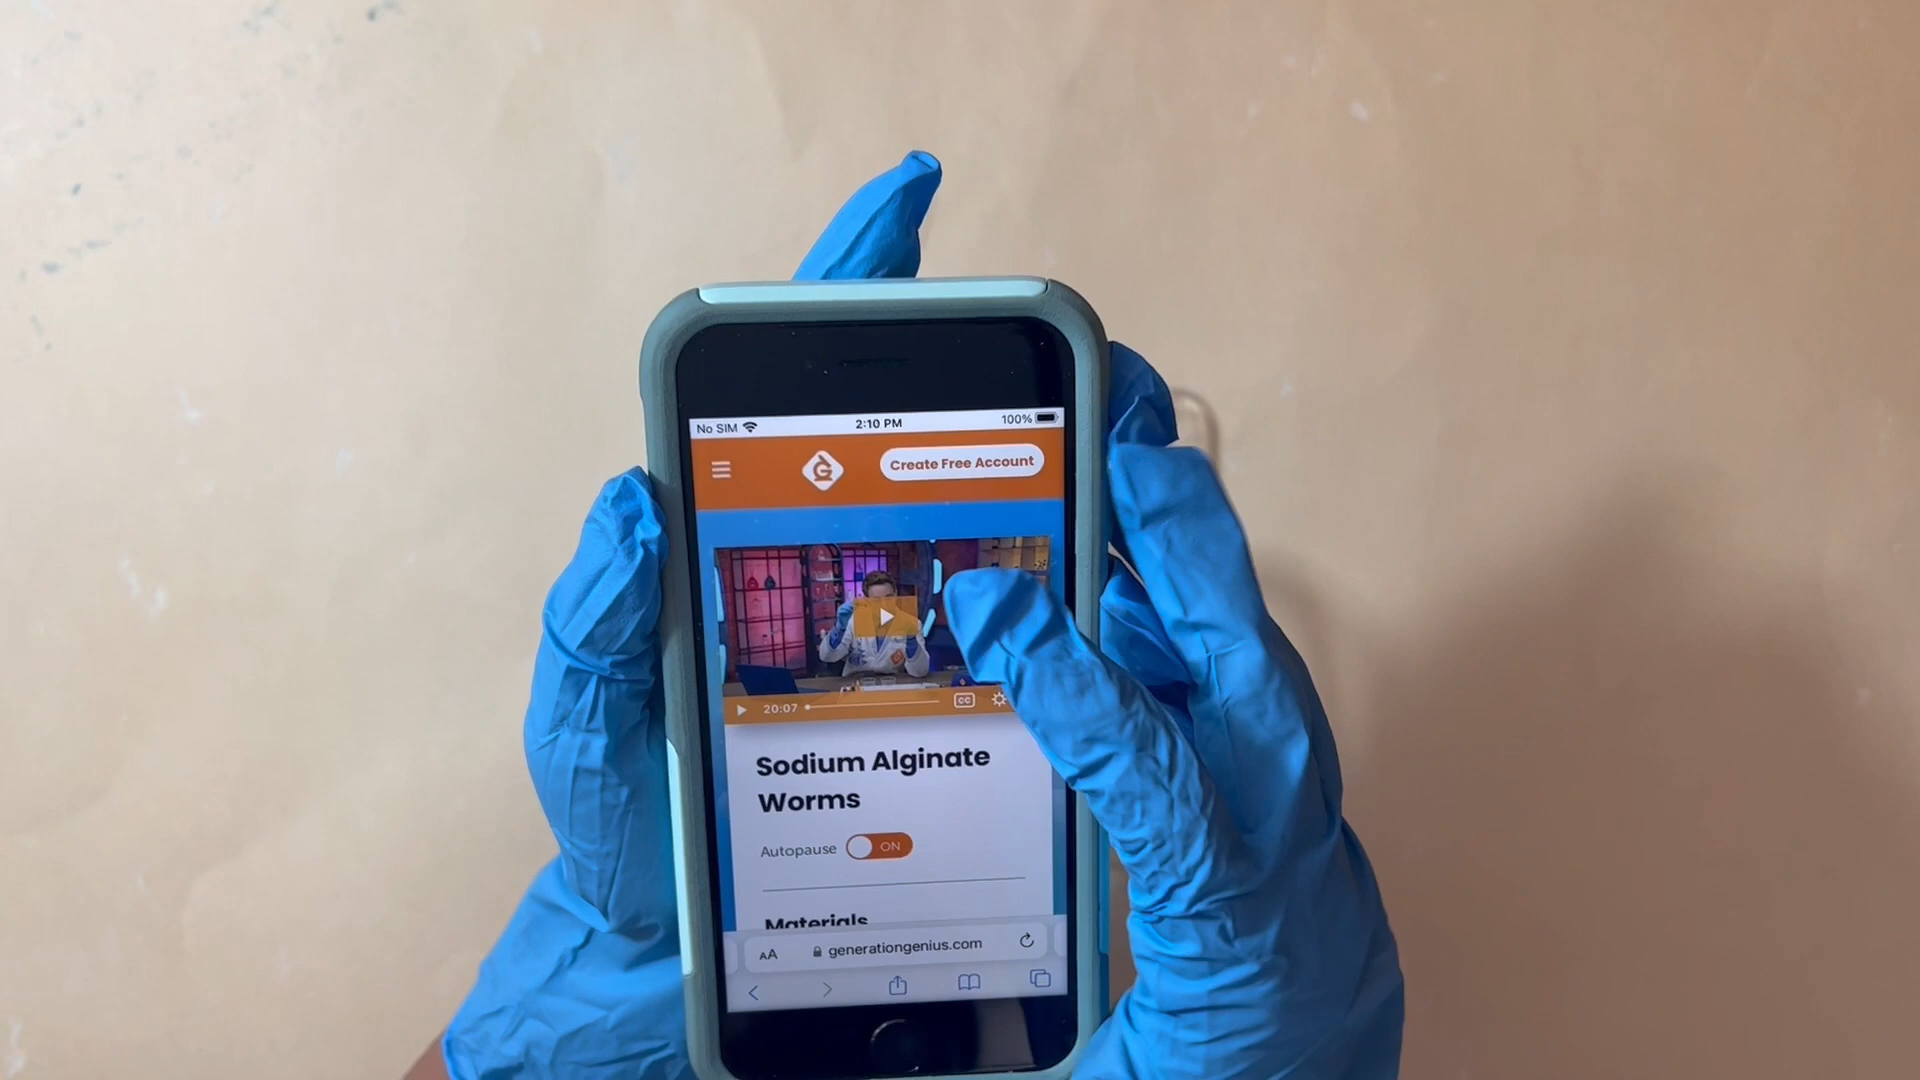 No SIM 2:10 PM 100%
G Create Free Account
20:07 CC
Sodium Alginate
Worms
Autopause ON
Materials
AA generationgenius.com